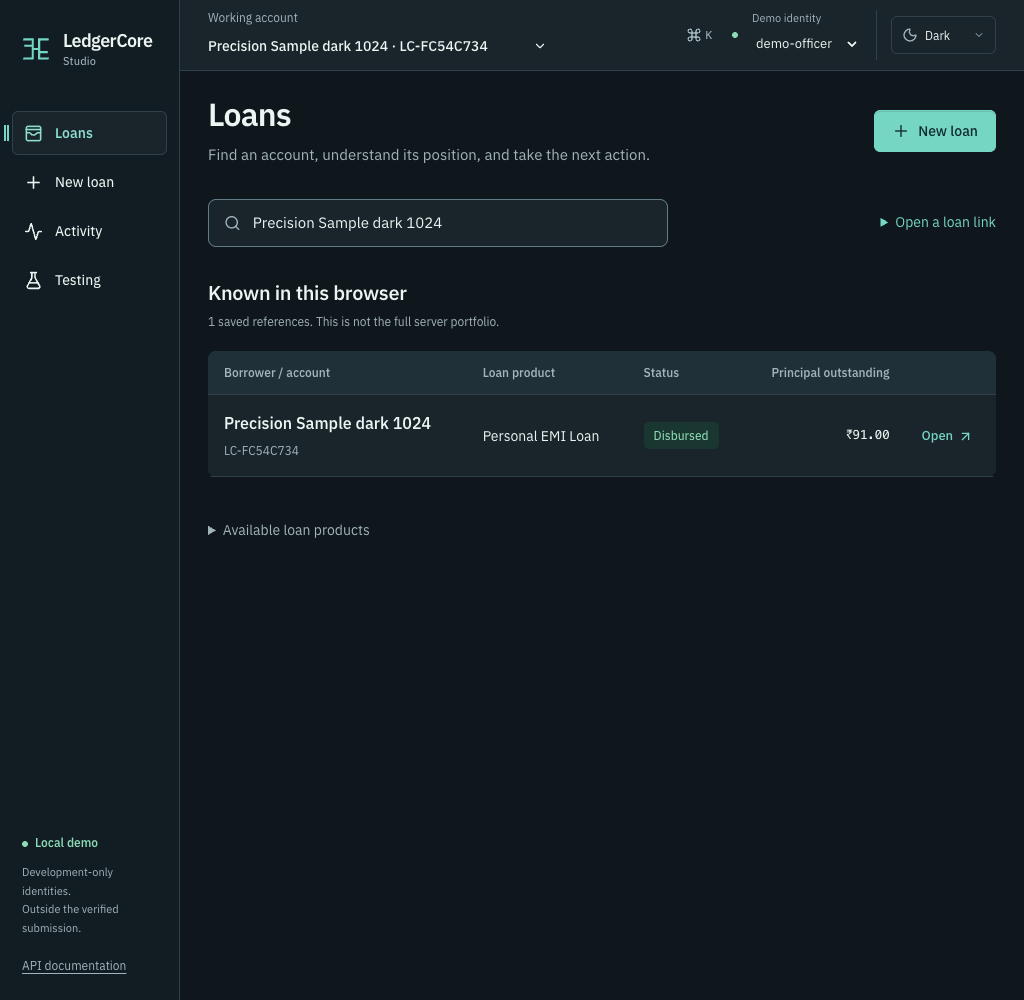 LedgerCore
Studio
Loans
New loan
Activity
Testing
Local demo
Development-only
identities.
Outside the verified
submission.
API documentation
Working account
Precision Sample dark 1024 · LC-FC54C734
⌘ K
Demo identity
demo-officer
Dark
Loans
Find an account, understand its position, and take the next action.
New loan
Precision Sample dark 1024
Open a loan link
Known in this browser
1 saved references. This is not the full server portfolio.
Borrower / account Loan product Status Principal outstanding
Precision Sample dark 1024
LC-FC54C734
Personal EMI Loan Disbursed ₹91.00 Open
Available loan products